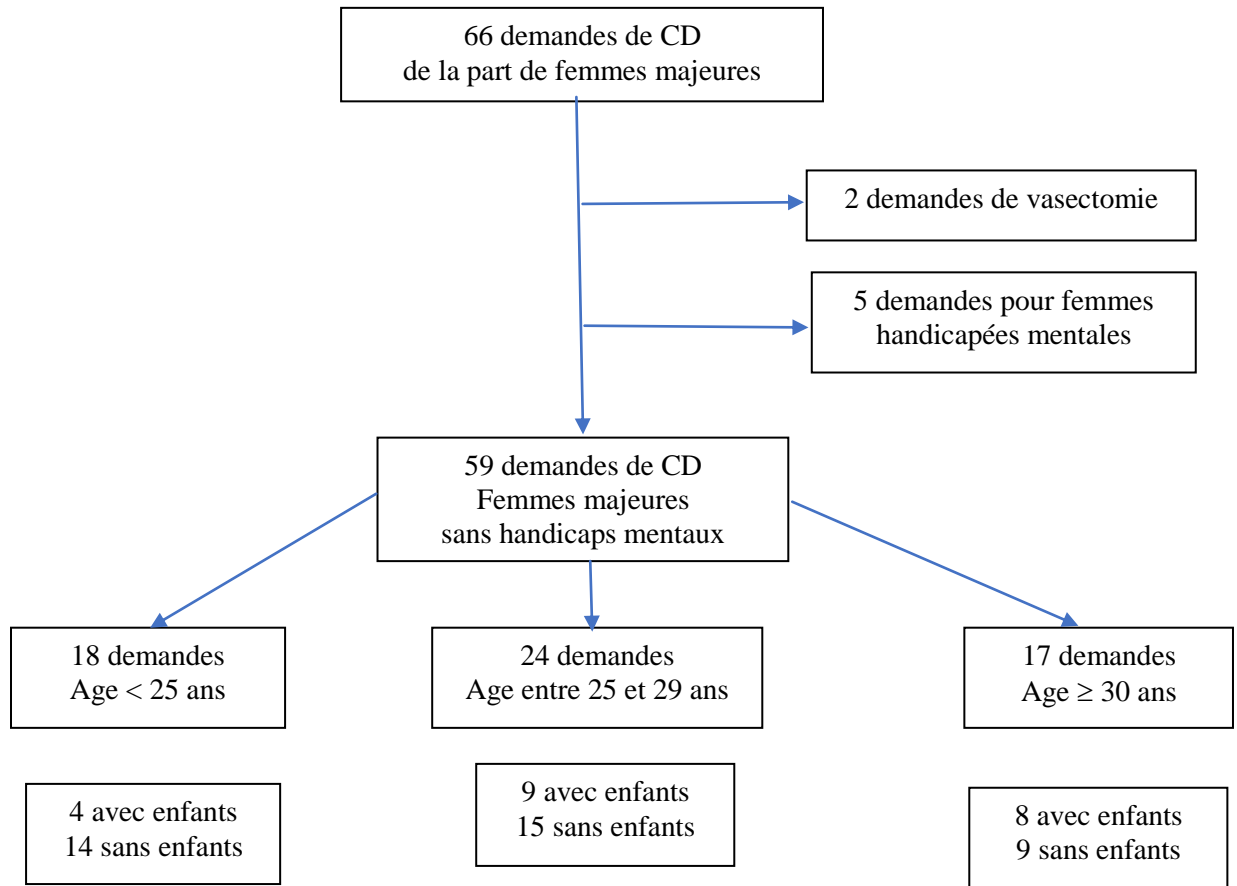 66 demandes de CD
de la part de femmes majeures
2 demandes de vasectomie
5 demandes pour femmes
handicapées mentales
59 demandes de CD
Femmes majeures
sans handicaps mentaux
18 demandes
Age < 25 ans
24 demandes
Age entre 25 et 29 ans
17 demandes
Age ≥ 30 ans
4 avec enfants
14 sans enfants
9 avec enfants
15 sans enfants
8 avec enfants
9 sans enfants